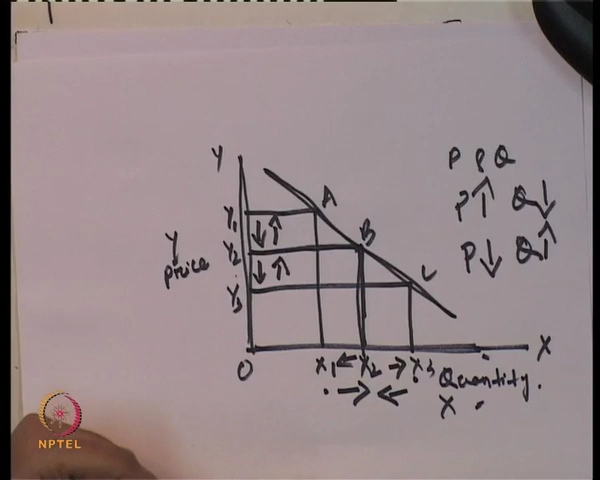 Y
P & Q
P↑ Q↓
P↓ Q↑
A
Y1 ↓ ↑
B
Y
price
Y2
↓ ↑
C
Y3
O
X
X1 ← X2 → X3
→ ←
Quantity.
X
NPTEL